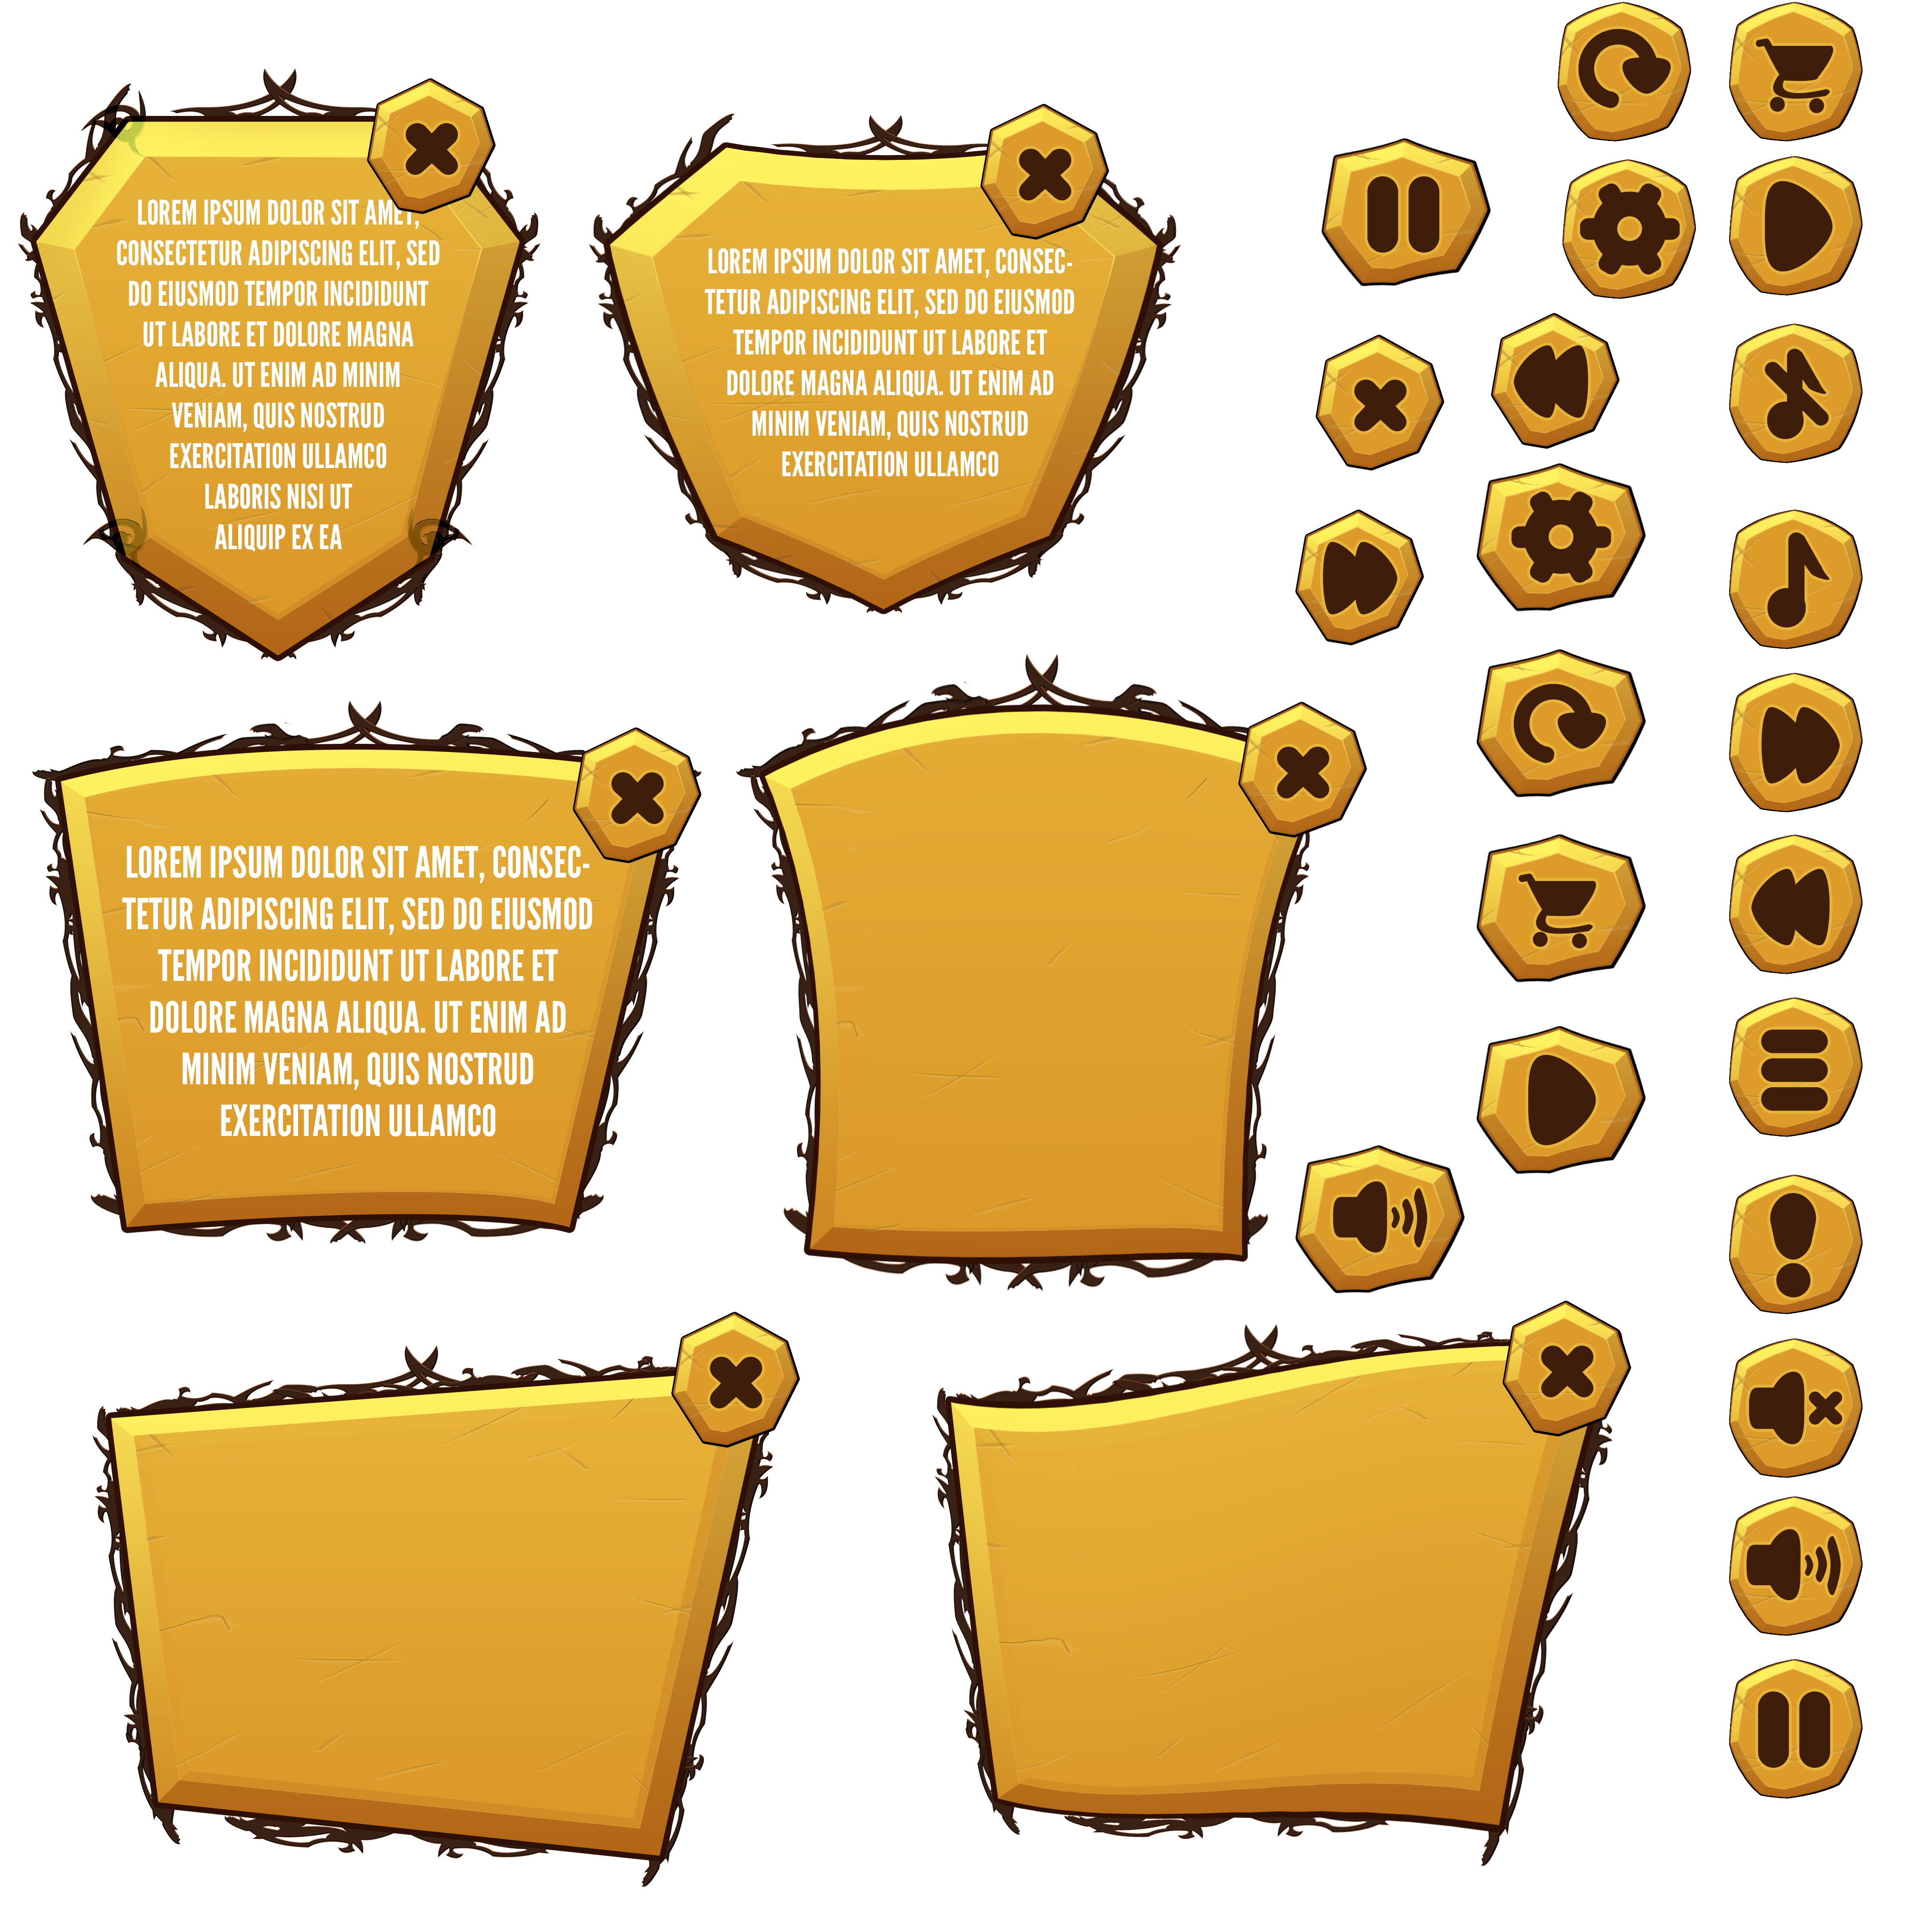 LOREM IPSUM DOLOR SIT AMET,
CONSECTETUR ADIPISCING ELIT, SED
DO EIUSMOD TEMPOR INCIDIDUNT
UT LABORE ET DOLORE MAGNA
ALIQUA. UT ENIM AD MINIM
VENIAM, QUIS NOSTRUD
EXERCITATION ULLAMCO
LABORIS NISI UT
ALIQUIP EX EA
LOREM IPSUM DOLOR SIT AMET, CONSEC-
TETUR ADIPISCING ELIT, SED DO EIUSMOD
TEMPOR INCIDIDUNT UT LABORE ET
DOLORE MAGNA ALIQUA. UT ENIM AD
MINIM VENIAM, QUIS NOSTRUD
EXERCITATION ULLAMCO
LOREM IPSUM DOLOR SIT AMET, CONSEC-
TETUR ADIPISCING ELIT, SED DO EIUSMOD
TEMPOR INCIDIDUNT UT LABORE ET
DOLORE MAGNA ALIQUA. UT ENIM AD
MINIM VENIAM, QUIS NOSTRUD
EXERCITATION ULLAMCO